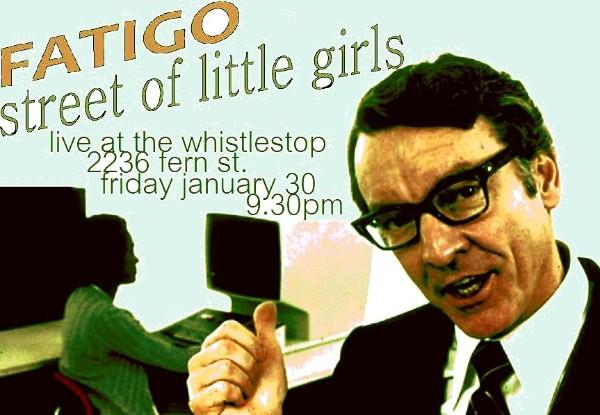 FATIGO
street of little girls
live at the whistlestop
2236 fern st.
friday january 30
9:30pm